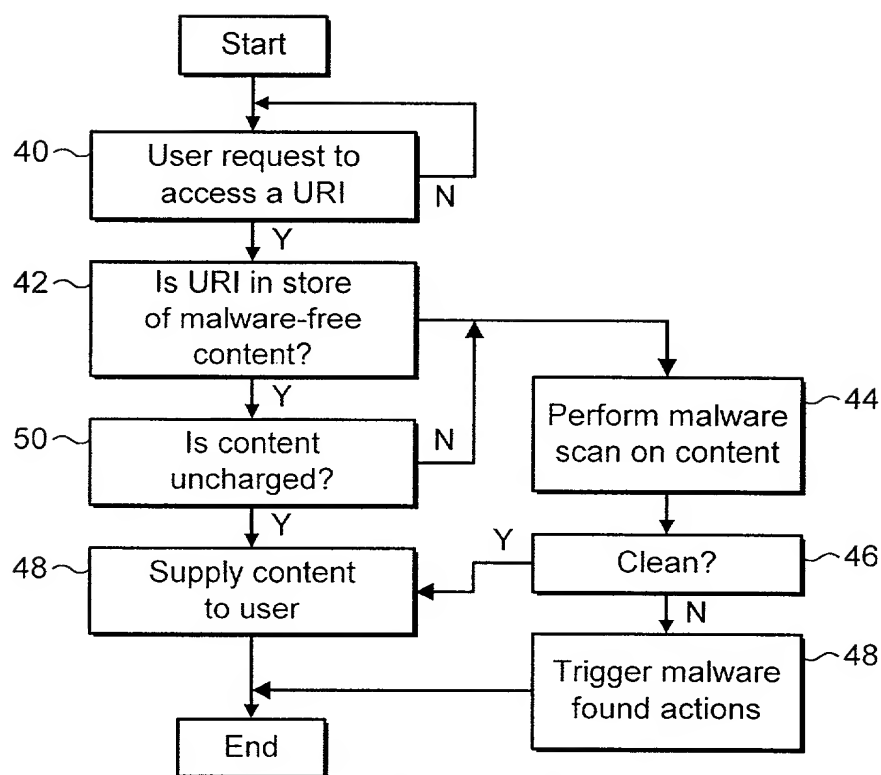 Start
40
User request to
access a URI
N
Y
42
Is URI in store
of malware-free
content?
Y
50
Is content
uncharged?
N
Y
44
Perform malware
scan on content
48
Supply content
to user
Y
Clean?
46
N
Trigger malware
found actions
48
End